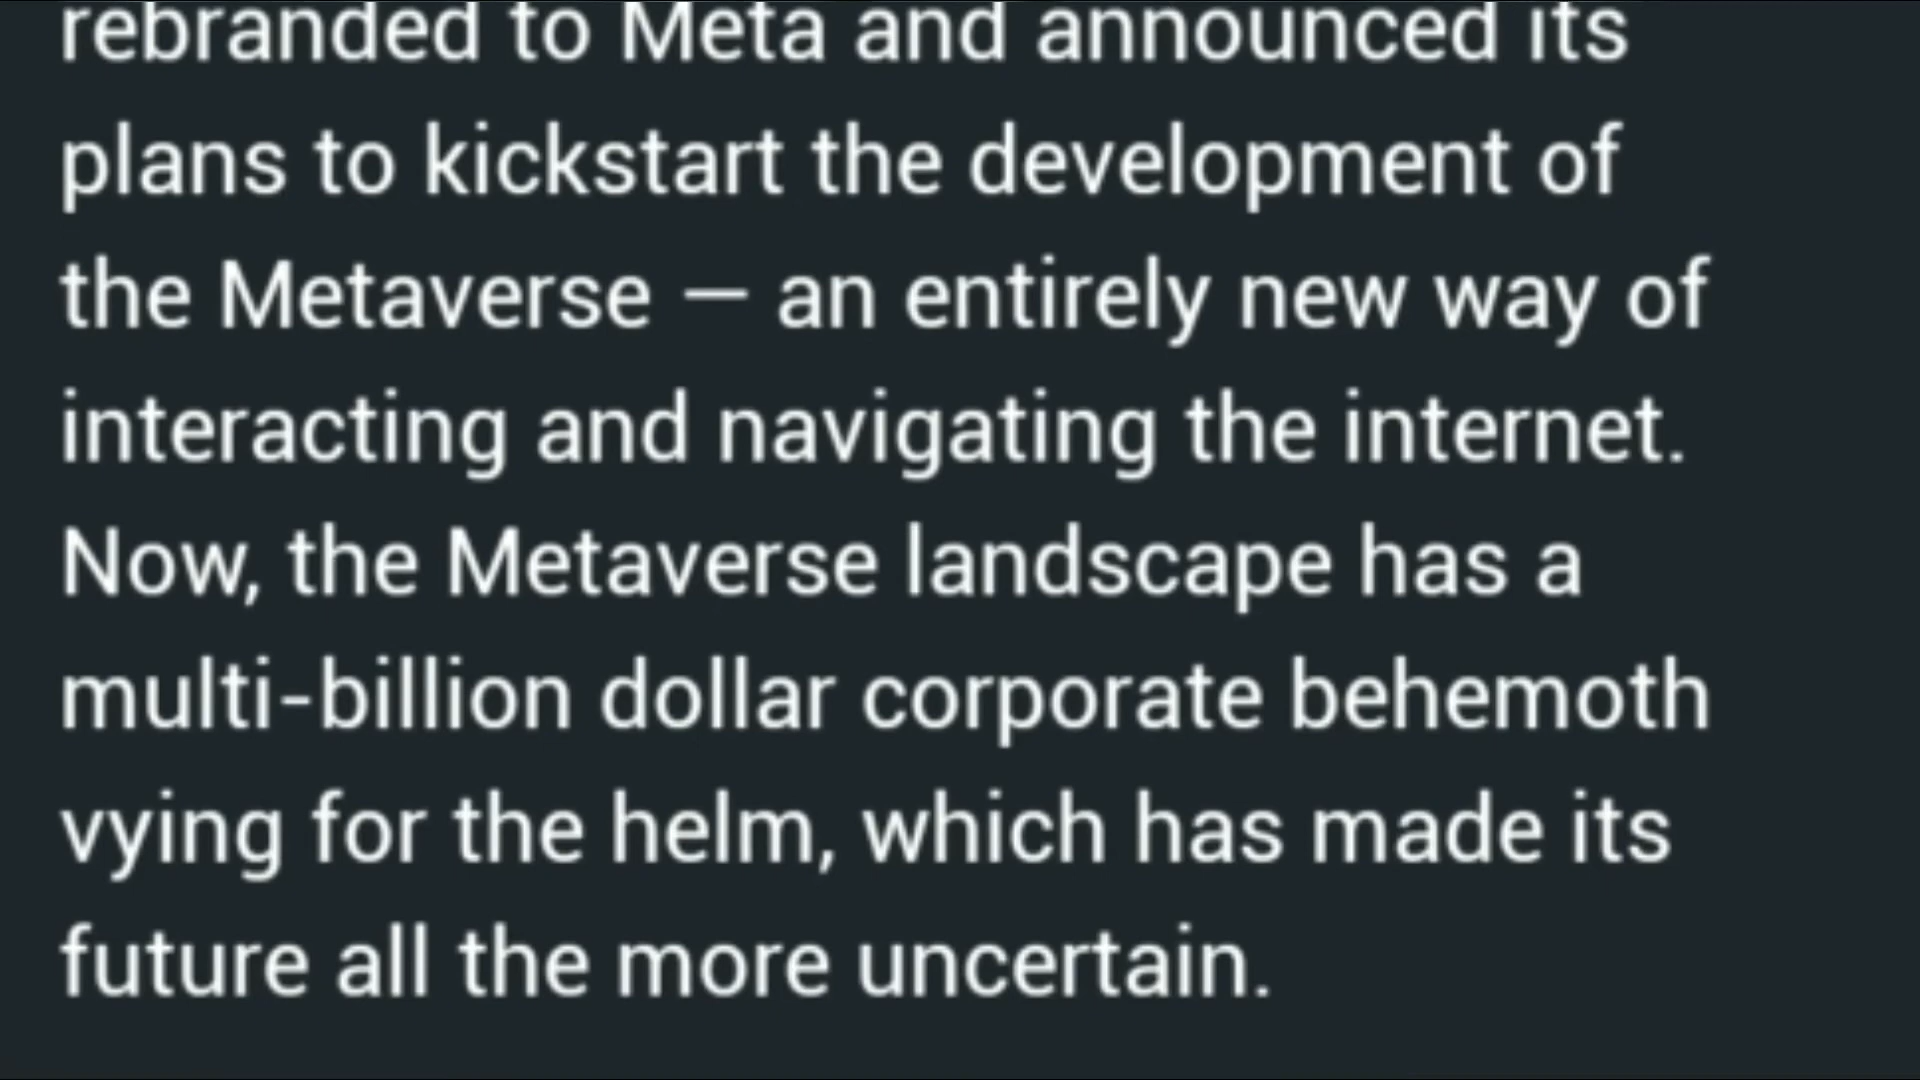 rebranded to Meta and announced its
plans to kickstart the development of
the Metaverse — an entirely new way of
interacting and navigating the internet.
Now, the Metaverse landscape has a
multi-billion dollar corporate behemoth
vying for the helm, which has made its
future all the more uncertain.